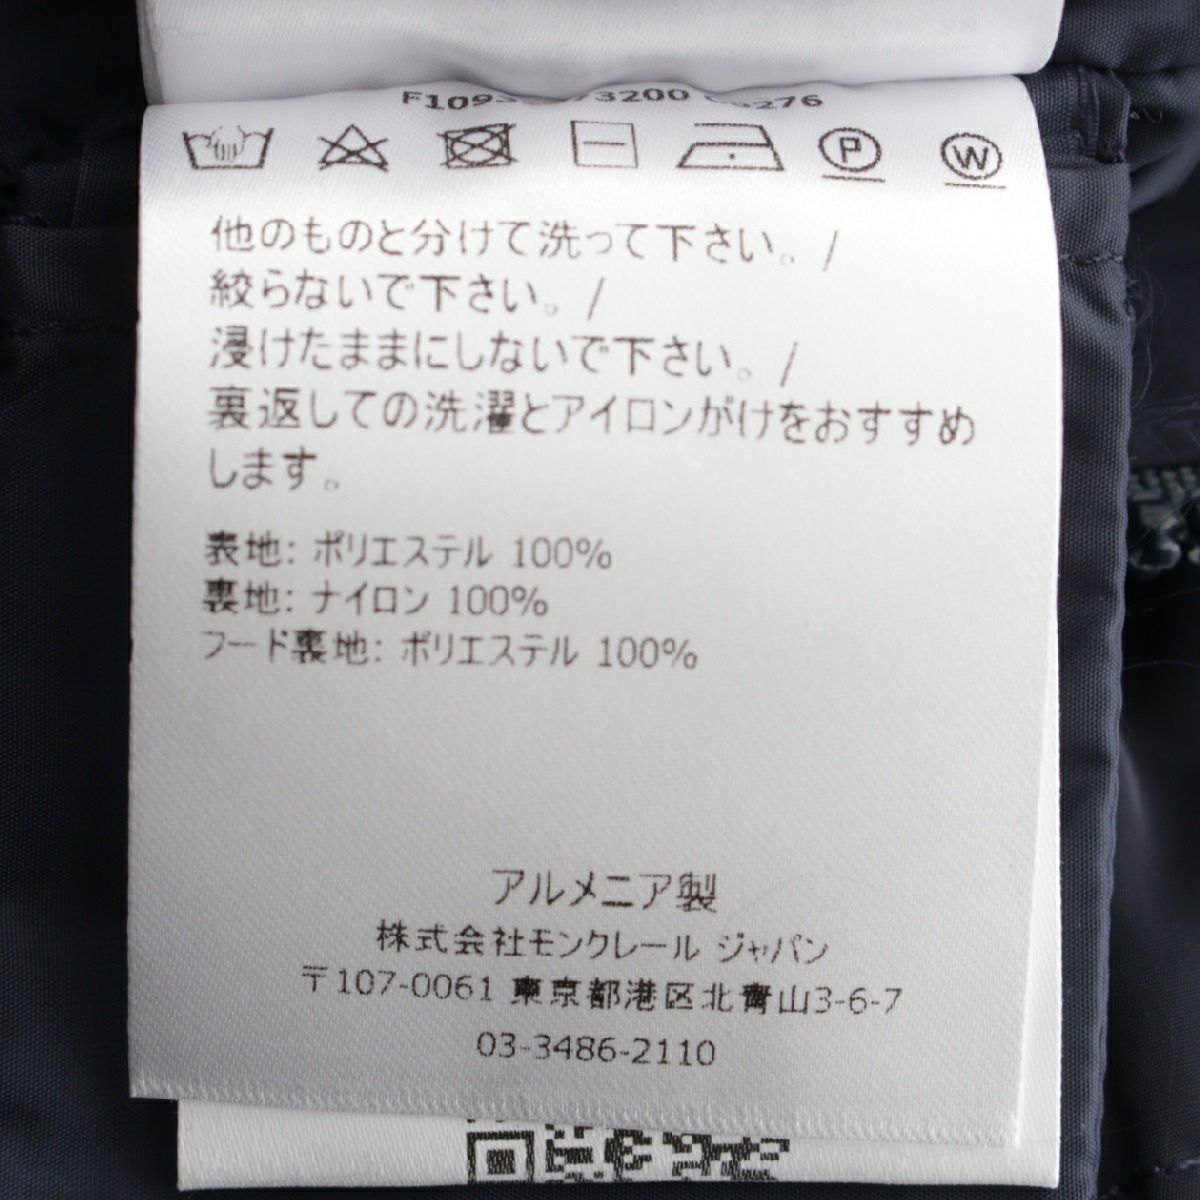 P
W
他のものと分けて洗って下さい。/
絞らないで下さい。/
浸けたままにしないで下さい。/
裏返しての洗濯とアイロンがけをおすすめ
します。
表地: ポリエステル 100%
裏地: ナイロン 100%
フード裏地: ポリエステル 100%
アルメニア製
株式会社モンクレール ジャパン
〒107-0061 東京都港区北青山3-6-7
03-3486-2110